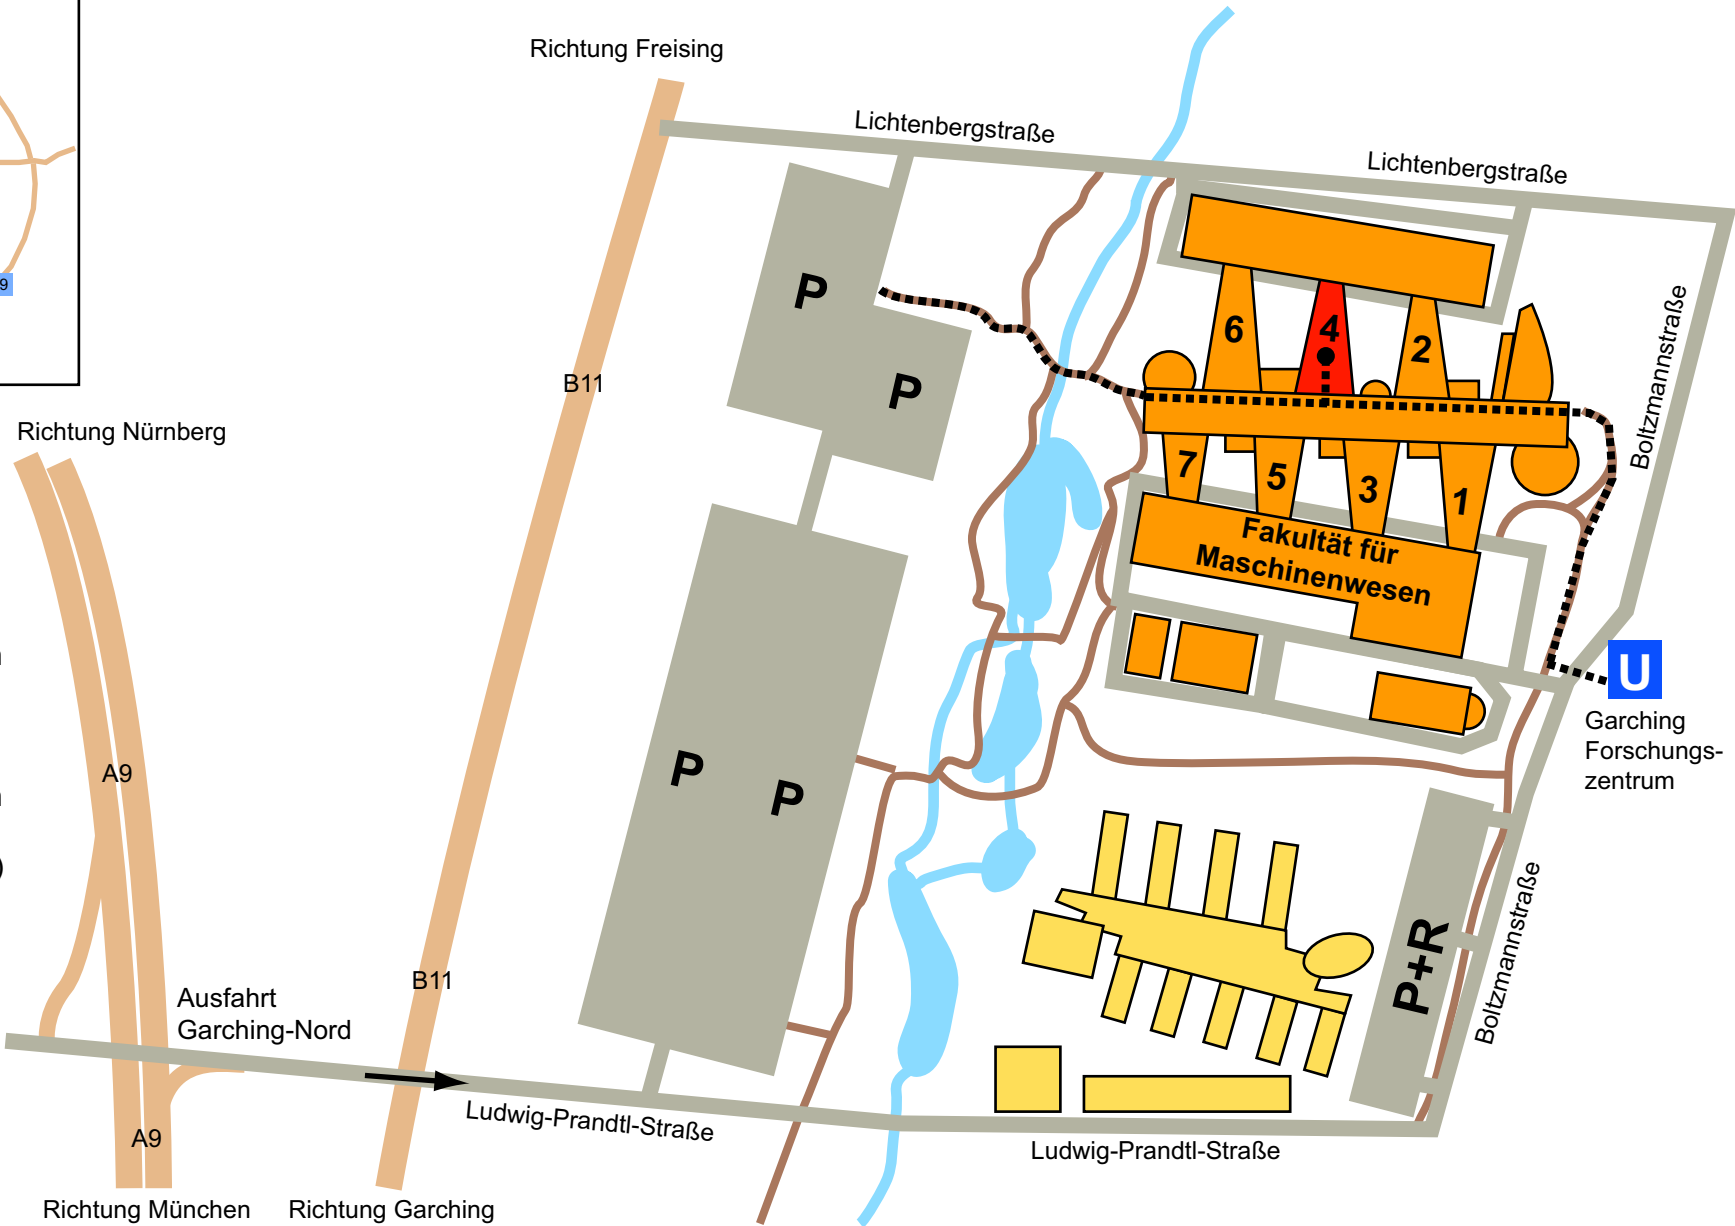 Richtung Freising
Lichtenbergstraße
Lichtenbergstraße
9
P
P
6
4
2
B11
Boltzmannstraße
Richtung Nürnberg
7
5
3
1
Fakultät für
Maschinenwesen
U
Garching
Forschungs-
zentrum
A9
P
P
P+R
Boltzmannstraße
B11
Ausfahrt
Garching-Nord
Ludwig-Prandtl-Straße
Ludwig-Prandtl-Straße
A9
Richtung München
Richtung Garching